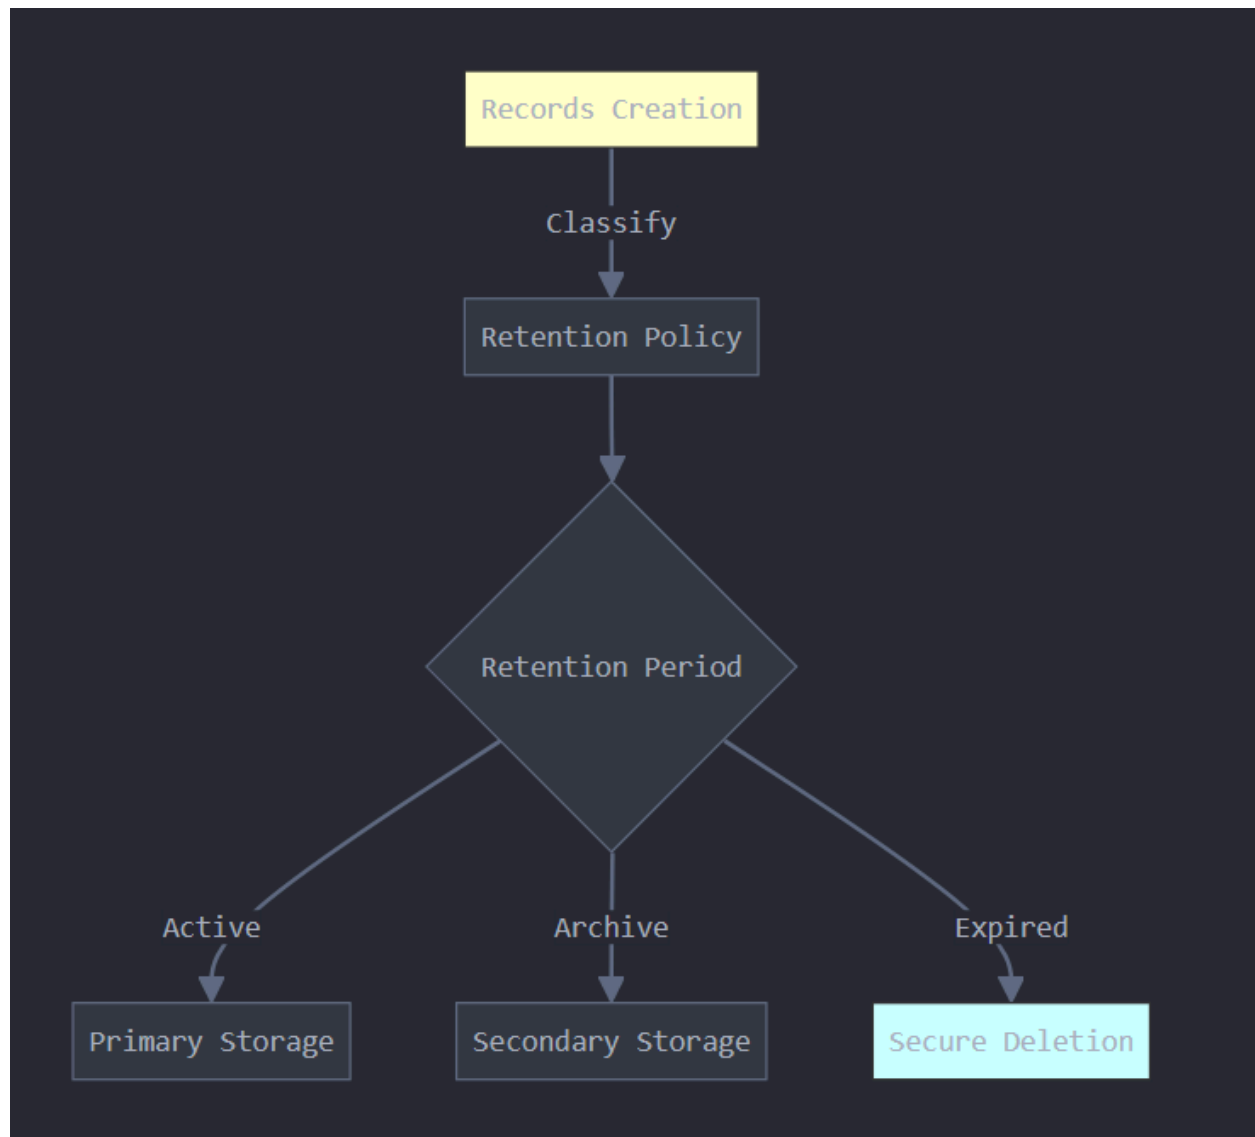 Records Creation
Classify
Retention Policy
Retention Period
Active
Archive
Expired
Primary Storage
Secondary Storage
Secure Deletion